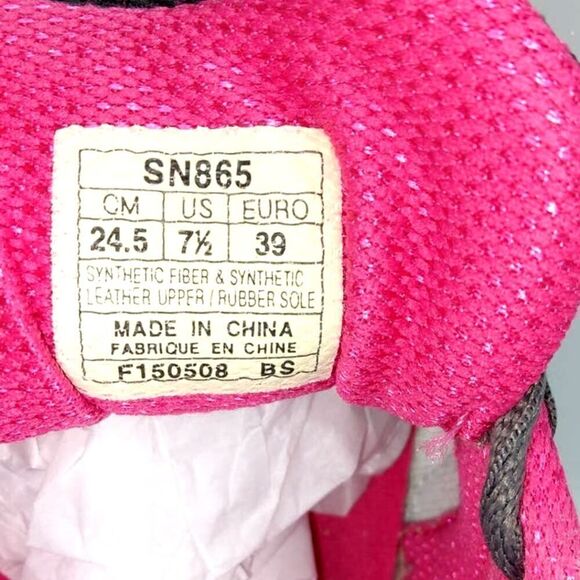 SN865
CM US EURO
24.5 7½ 39
SYNTHETIC FIBER & SYNTHETIC
LEATHER UPPER / RUBBER SOLE
MADE IN CHINA
FABRIQUE EN CHINE
F150508 BS